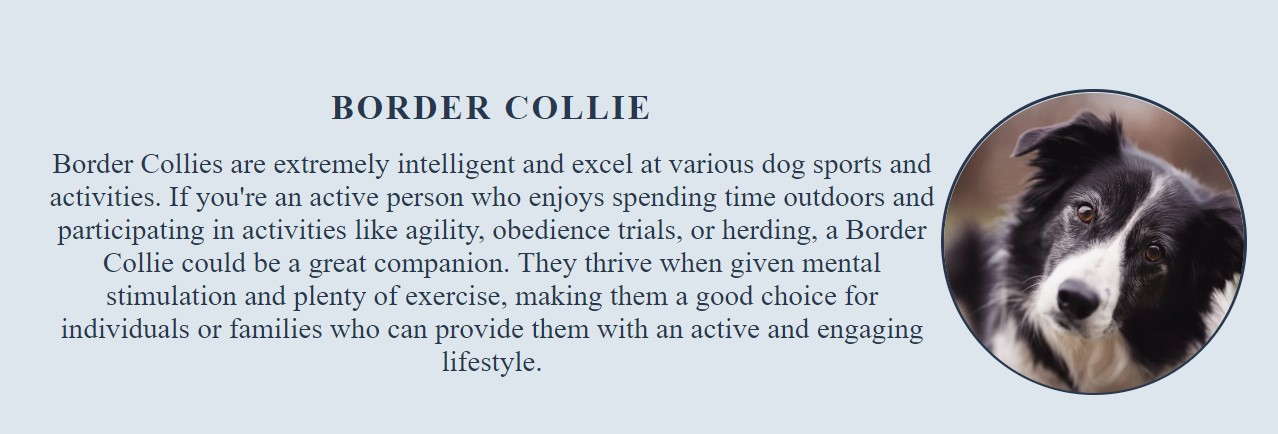 BORDER COLLIE
Border Collies are extremely intelligent and excel at various dog sports and
activities. If you're an active person who enjoys spending time outdoors and
participating in activities like agility, obedience trials, or herding, a Border
Collie could be a great companion. They thrive when given mental
stimulation and plenty of exercise, making them a good choice for
individuals or families who can provide them with an active and engaging
lifestyle.